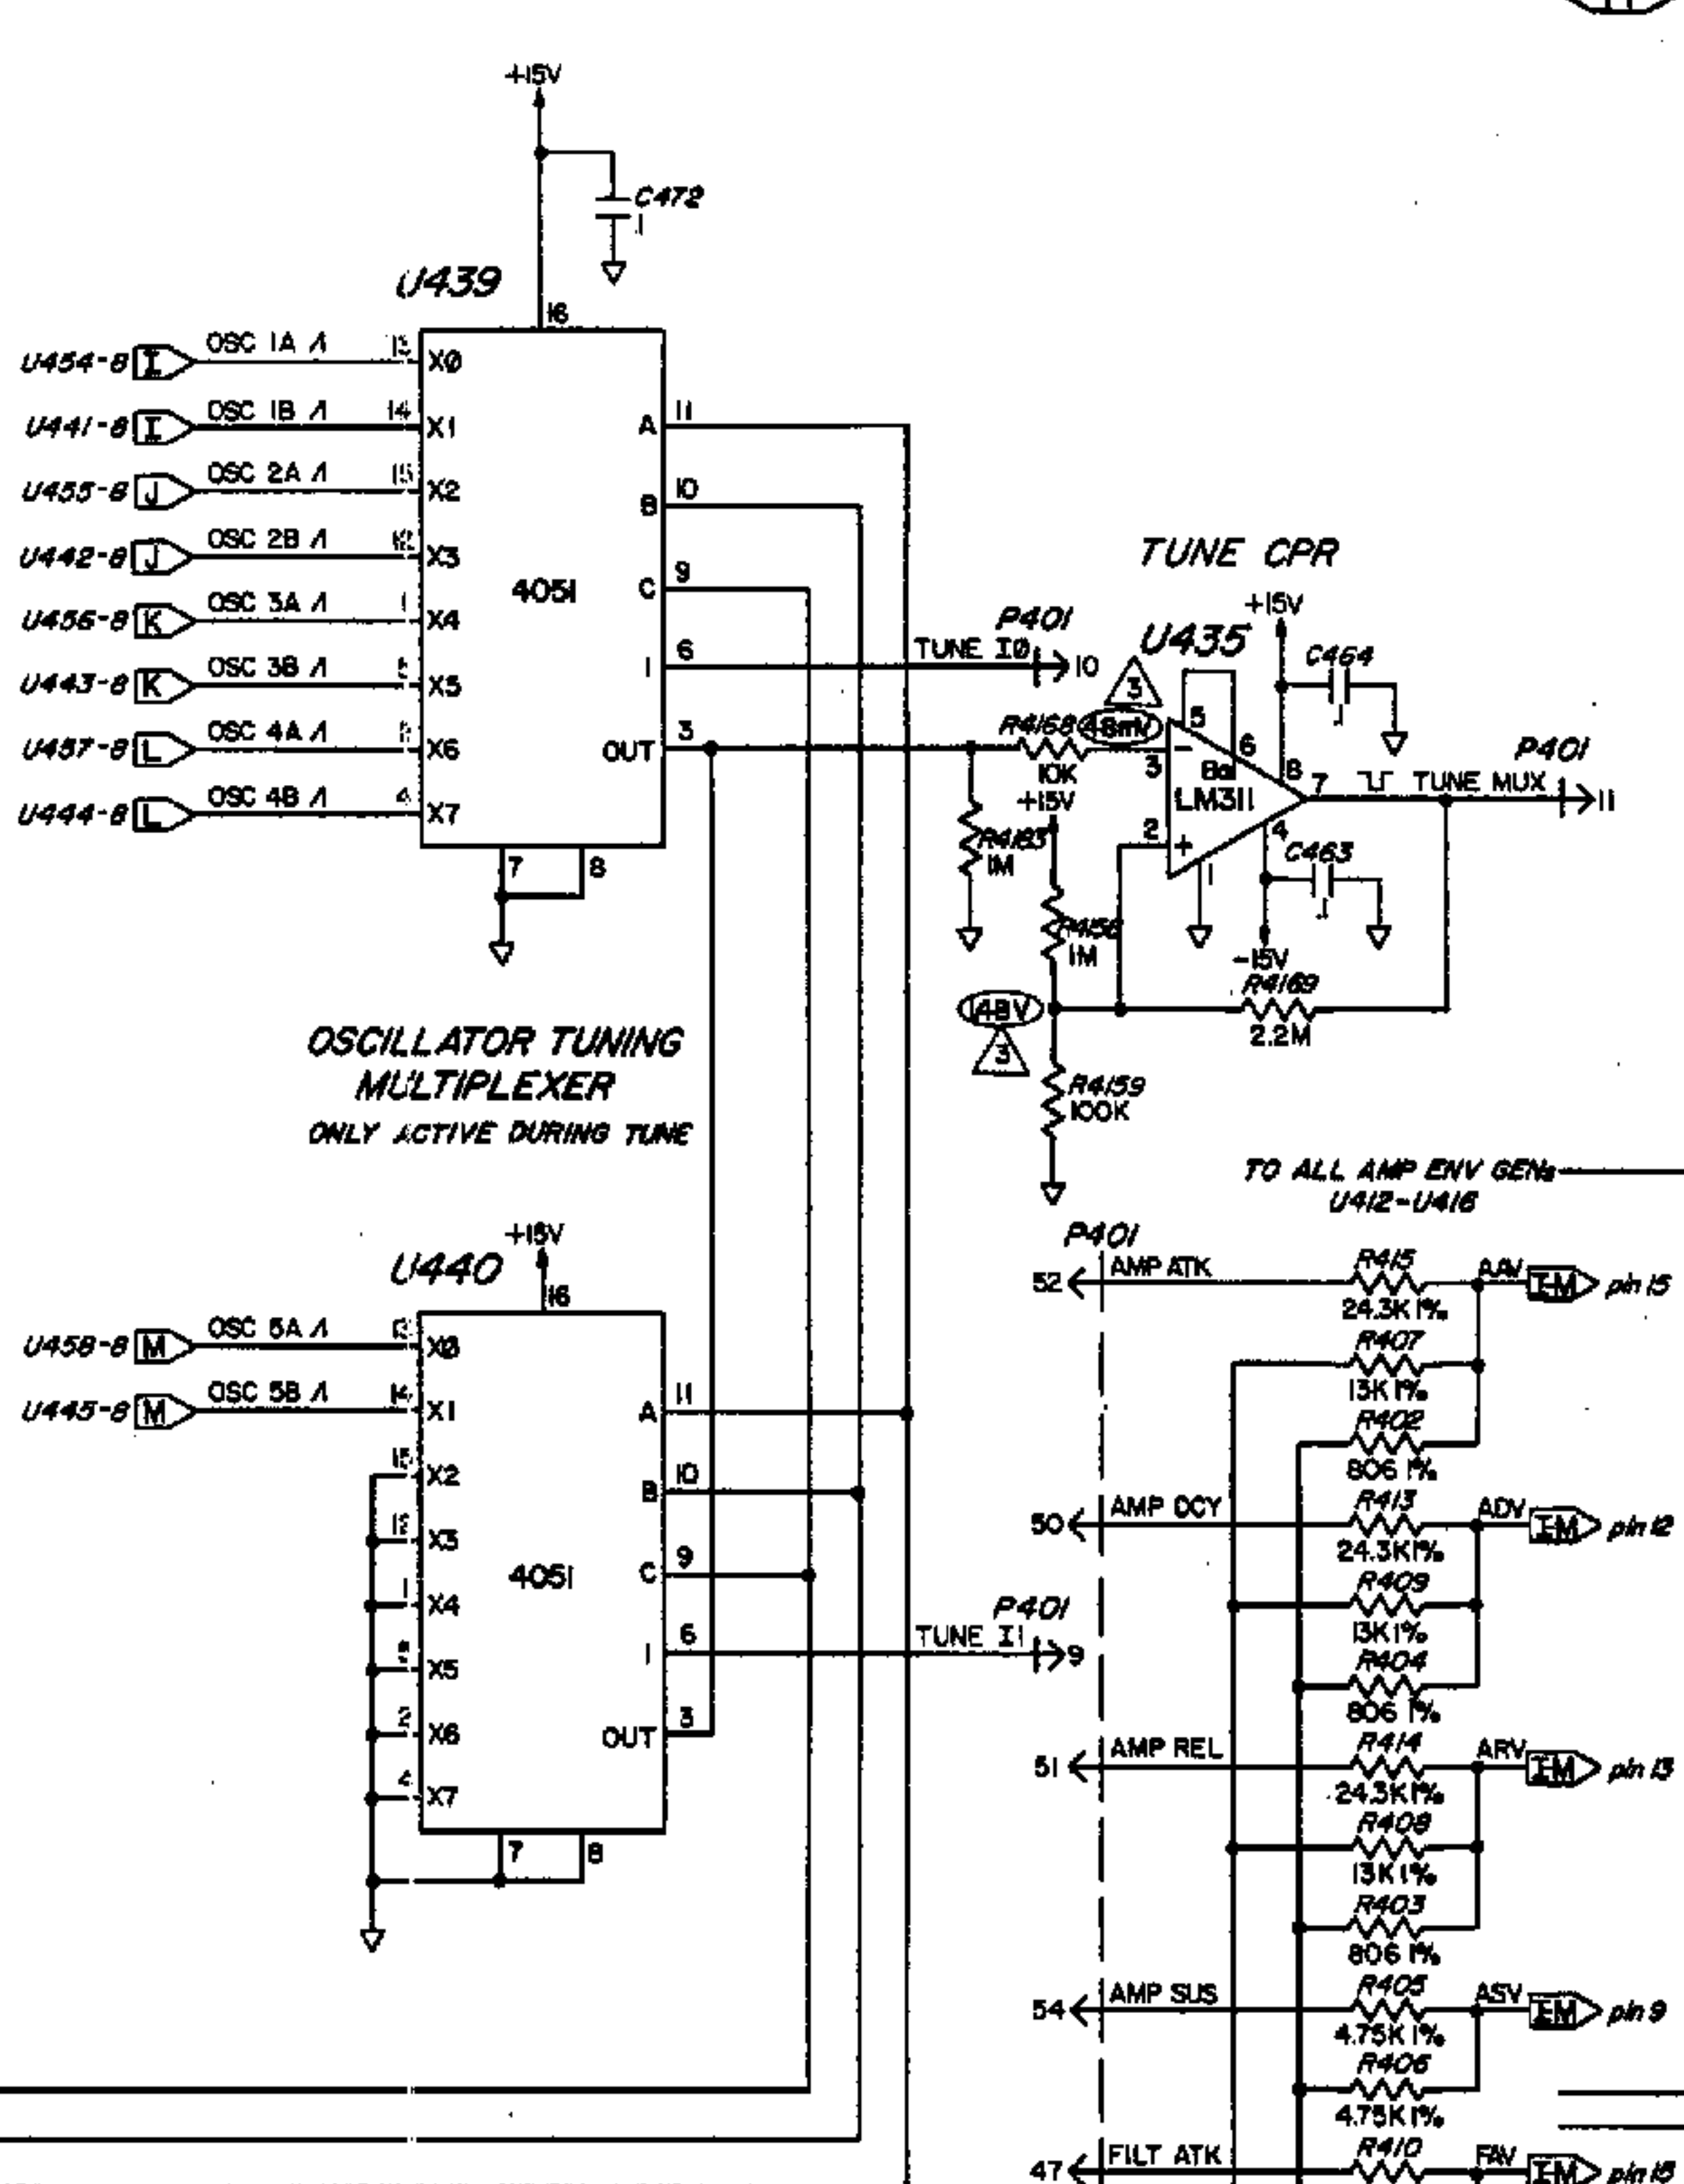 +15V
C472
.1
U439
16
U454-8 I OSC 1A 13 X0
U441-8 I OSC 1B 14 X1
U455-8 J OSC 2A 15 X2
U442-8 J OSC 2B 12 X3
U456-8 K OSC 3A 1 X4
U443-8 K OSC 3B X5
U457-8 L OSC 4A X6
U444-8 L OSC 4B 4 X7
4051
A 11
B 10
C 9
I 6
OUT 3
7 8
TUNE I0
P401
10
TUNE CPR
U435
3
+15V
C464
.1
R4168
10K
48mV
5
6
Bal
8
3
-
LM311
2
+
7
TUNE MUX
P401
11
1
4
C463
.1
-15V
R4183
1M
+15V
R4158
1M
R4169
2.2M
1.48V
3
R4159
100K
OSCILLATOR TUNING
MULTIPLEXER
ONLY ACTIVE DURING TUNE
U440
+15V
16
U458-8 M OSC 5A 13 X0
U445-8 M OSC 5B 14 X1
15 X2
12 X3
1 X4
X5
2 X6
4 X7
4051
A 11
B 10
C 9
I 6
OUT 3
7 8
TUNE I1
P401
9
TO ALL AMP ENV GENs
U412-U416
P401
52 AMP ATK
R415
24.3K 1%
AAV I-M pin 15
R407
13K 1%
R402
806 1%
50 AMP DCY
R413
24.3K 1%
ADV I-M pin 12
R409
13K 1%
R404
806 1%
51 AMP REL
R414
24.3K 1%
ARV I-M pin 13
R408
13K 1%
R403
806 1%
54 AMP SUS
R405
4.75K 1%
ASV I-M pin 9
R406
4.75K 1%
47 FILT ATK
R410
FAV I-M pin 15